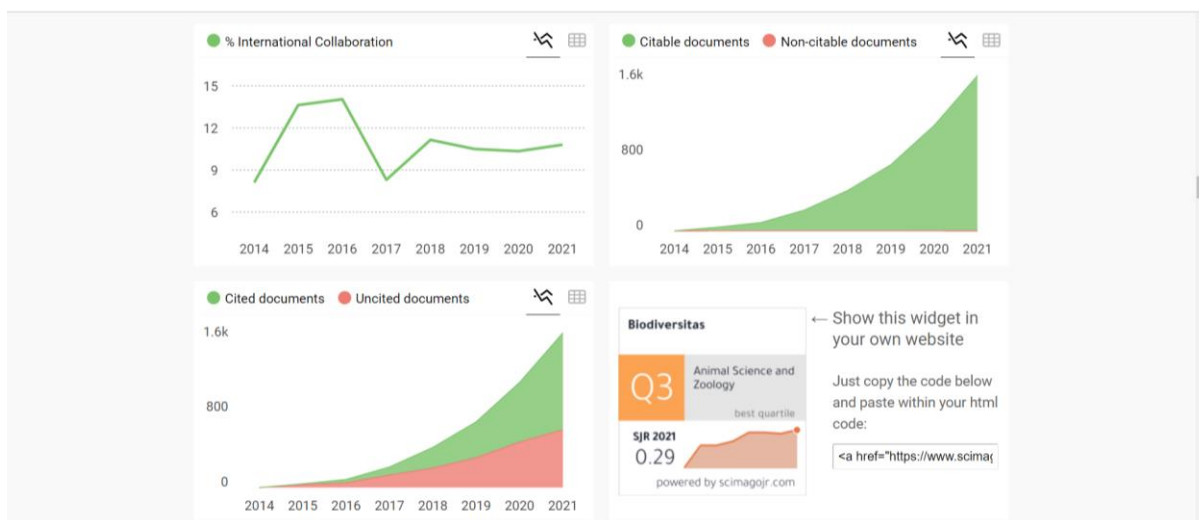 % International Collaboration
15
12
9
6
2014 2015 2016 2017 2018 2019 2020 2021
Citable documents Non-citable documents
1.6k
800
0
2014 2015 2016 2017 2018 2019 2020 2021
Cited documents Uncited documents
1.6k
800
0
2014 2015 2016 2017 2018 2019 2020 2021
Biodiversitas
Q3
Animal Science and
Zoology
best quartile
SJR 2021
0.29
powered by scimagojr.com
← Show this widget in
your own website
Just copy the code below
and paste within your html
code:
<a href="https://www.scimag